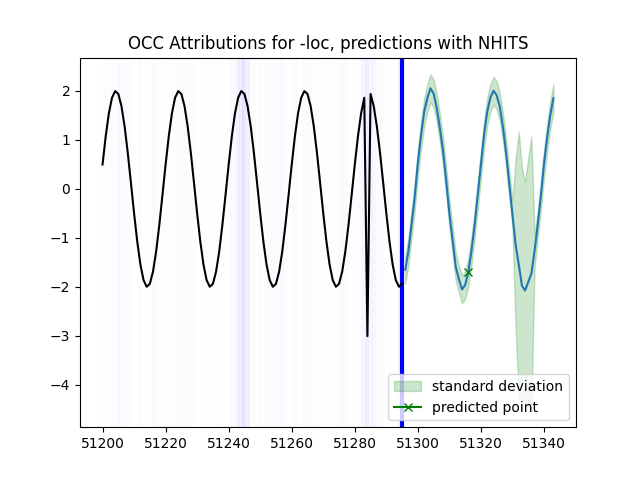 OCC Attributions for -loc, predictions with NHITS
2
1
0
−1
−2
−3
−4
standard deviation
predicted point
51200 51220 51240 51260 51280 51300 51320 51340